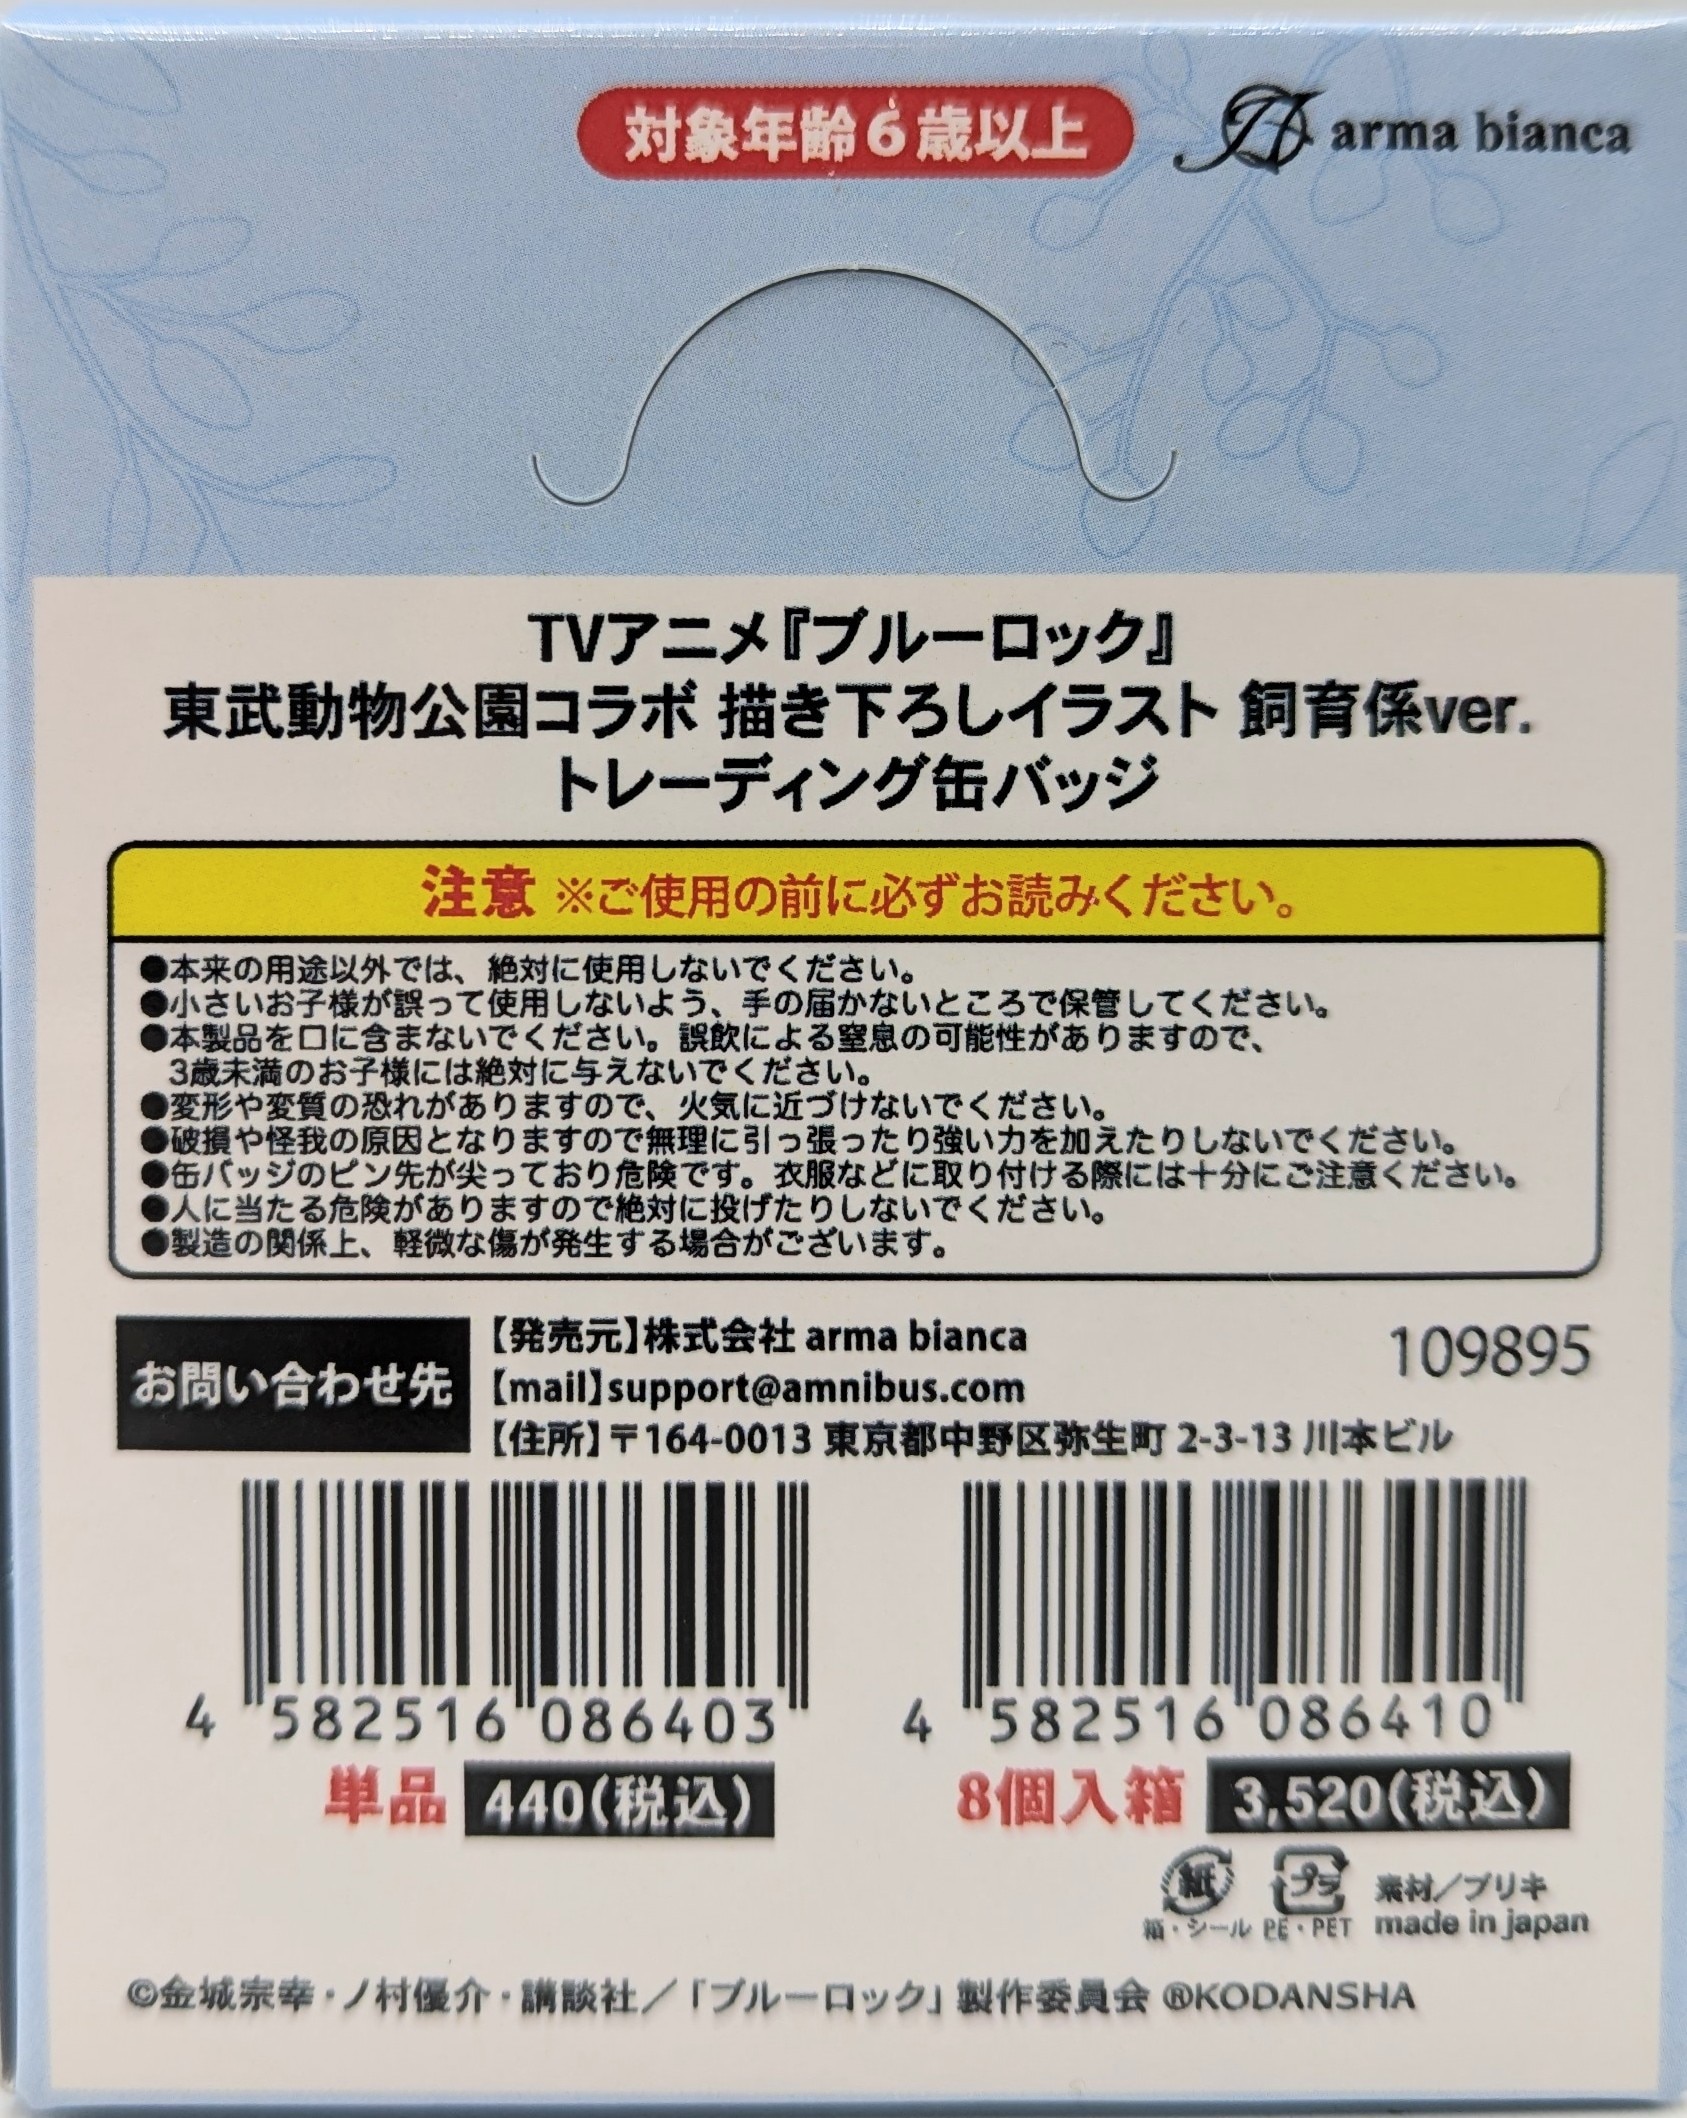 対象年齢6歳以上
arma bianca
TVアニメ『ブルーロック』
東武動物公園コラボ 描き下ろしイラスト 飼育係ver.
トレーディング缶バッジ
注意 ※ご使用の前に必ずお読みください。
●本来の用途以外では、絶対に使用しないでください。
●小さいお子様が誤って使用しないよう、手の届かないところで保管してください。
●本製品を口に含まないでください。誤飲による窒息の可能性がありますので、
3歳未満のお子様には絶対に与えないでください。
●変形や変質の恐れがありますので、火気に近づけないでください。
●破損や怪我の原因となりますので無理に引っ張ったり強い力を加えたりしないでください。
●缶バッジのピン先が尖っており危険です。衣服などに取り付ける際には十分にご注意ください。
●人に当たる危険がありますので絶対に投げたりしないでください。
●製造の関係上、軽微な傷が発生する場合がございます。
お問い合わせ先
【発売元】株式会社 arma bianca
【mail】support@amnibus.com
【住所】〒164-0013 東京都中野区弥生町 2-3-13 川本ビル
109895
4 582516 086403
4 582516 086410
単品 440(税込)
8個入箱 3,520(税込)
紙
箱・シール
プラ
PE・PET
素材／ブリキ
made in japan
©金城宗幸・ノ村優介・講談社／「ブルーロック」製作委員会 ®KODANSHA